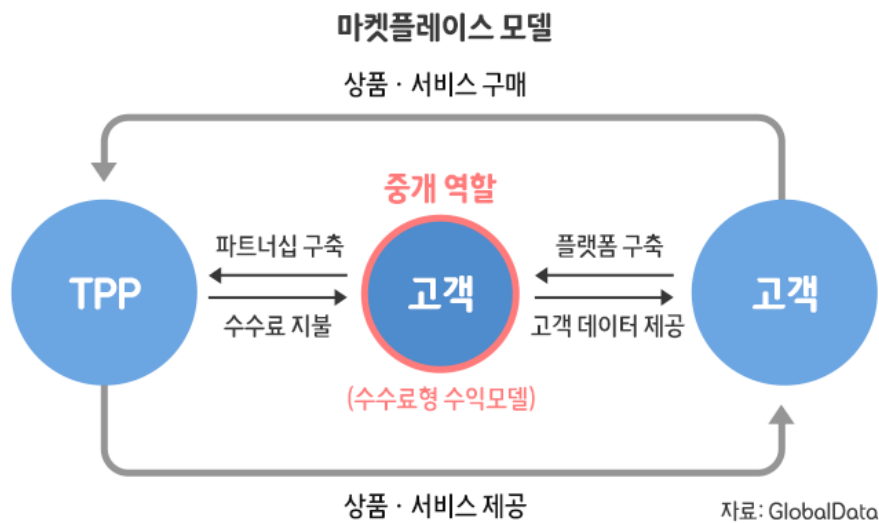 마켓플레이스 모델
상품 · 서비스 구매
중개 역할
파트너십 구축
플랫폼 구축
TPP
고객
고객
수수료 지불
고객 데이터 제공
(수수료형 수익모델)
상품 · 서비스 제공
자료: GlobalData